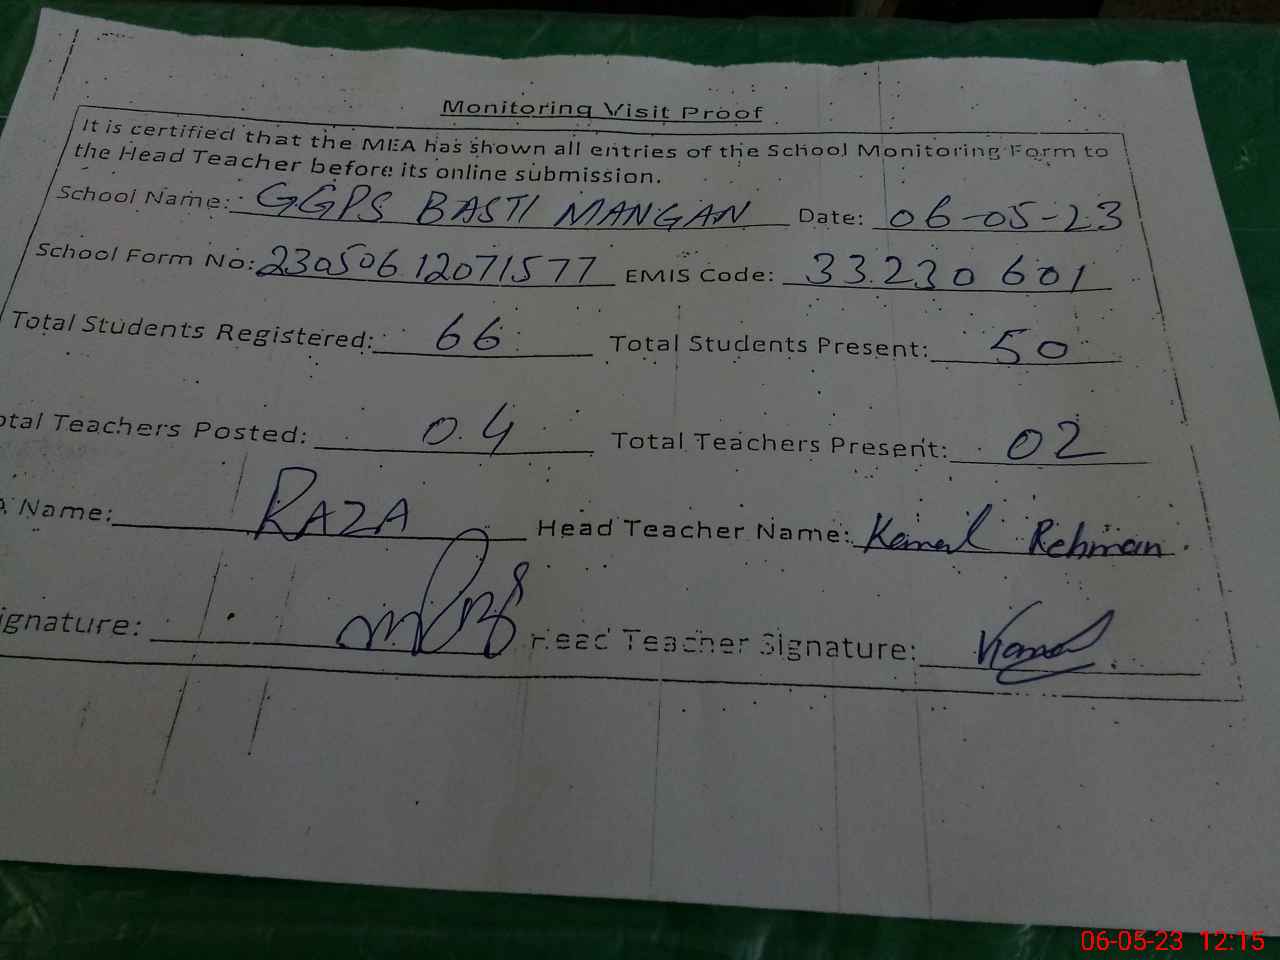 Monitoring Visit Proof
It is certified that the MEA has shown all entries of the School Monitoring Form to
the Head Teacher before its online submission.
School Name: GGPS BASTI MANGAN Date: 06-05-23
School Form No: 23050612071577 EMIS Code: 33230601
Total Students Registered: 66 Total Students Present: 50
otal Teachers Posted: 04 Total Teachers Present: 02
Name: RAZA Head Teacher Name: Kamal Rehman
ignature: Head Teacher Signature: Kamal
06-05-23 12:15